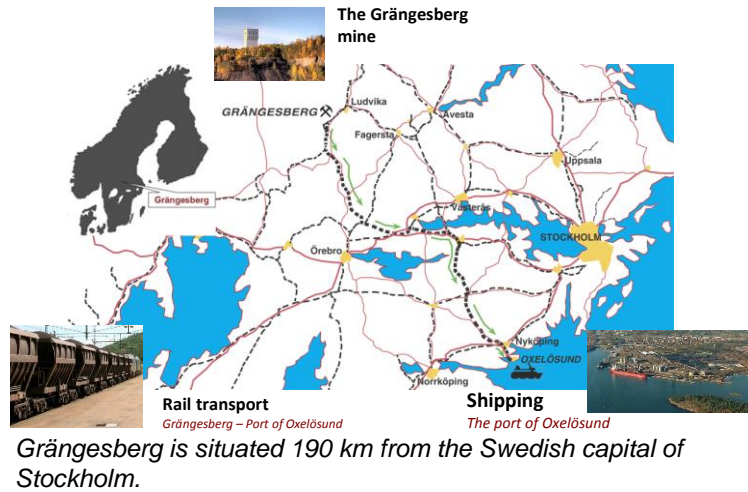 The Grängesberg
mine
GRÄNGESBERG
Ludvika
Avesta
Fagersta
Uppsala
Grängesberg
Västerås
STOCKHOLM
Örebro
Nyköping
OXELÖSUND
Norrköping
Rail transport
Grängesberg – Port of Oxelösund
Shipping
The port of Oxelösund
Grängesberg is situated 190 km from the Swedish capital of
Stockholm.